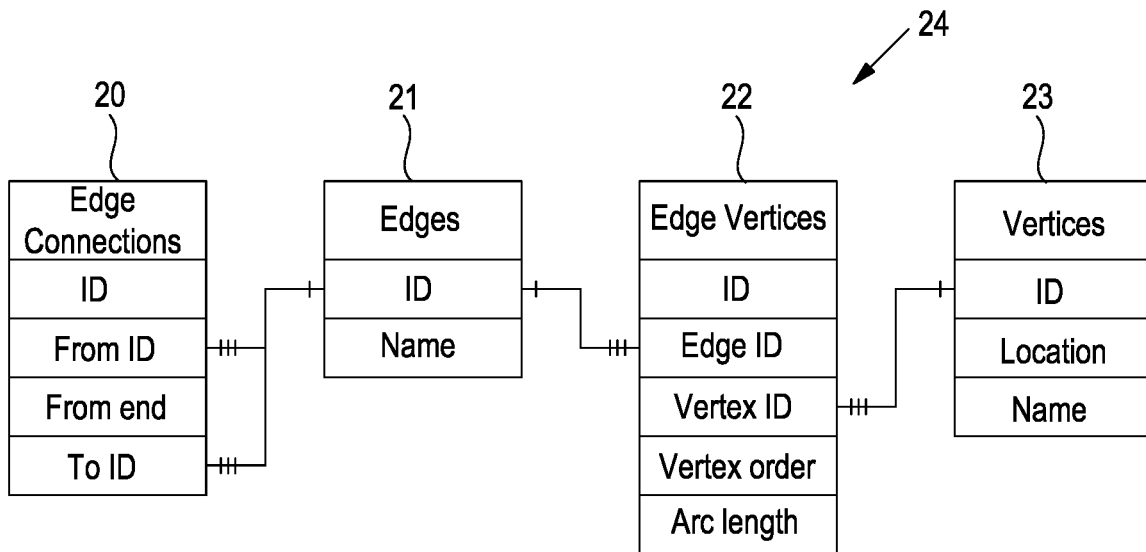 24
20
21
22
23
Edge
Connections
ID
From ID
From end
To ID
Edges
ID
Name
Edge Vertices
ID
Edge ID
Vertex ID
Vertex order
Arc length
Vertices
ID
Location
Name